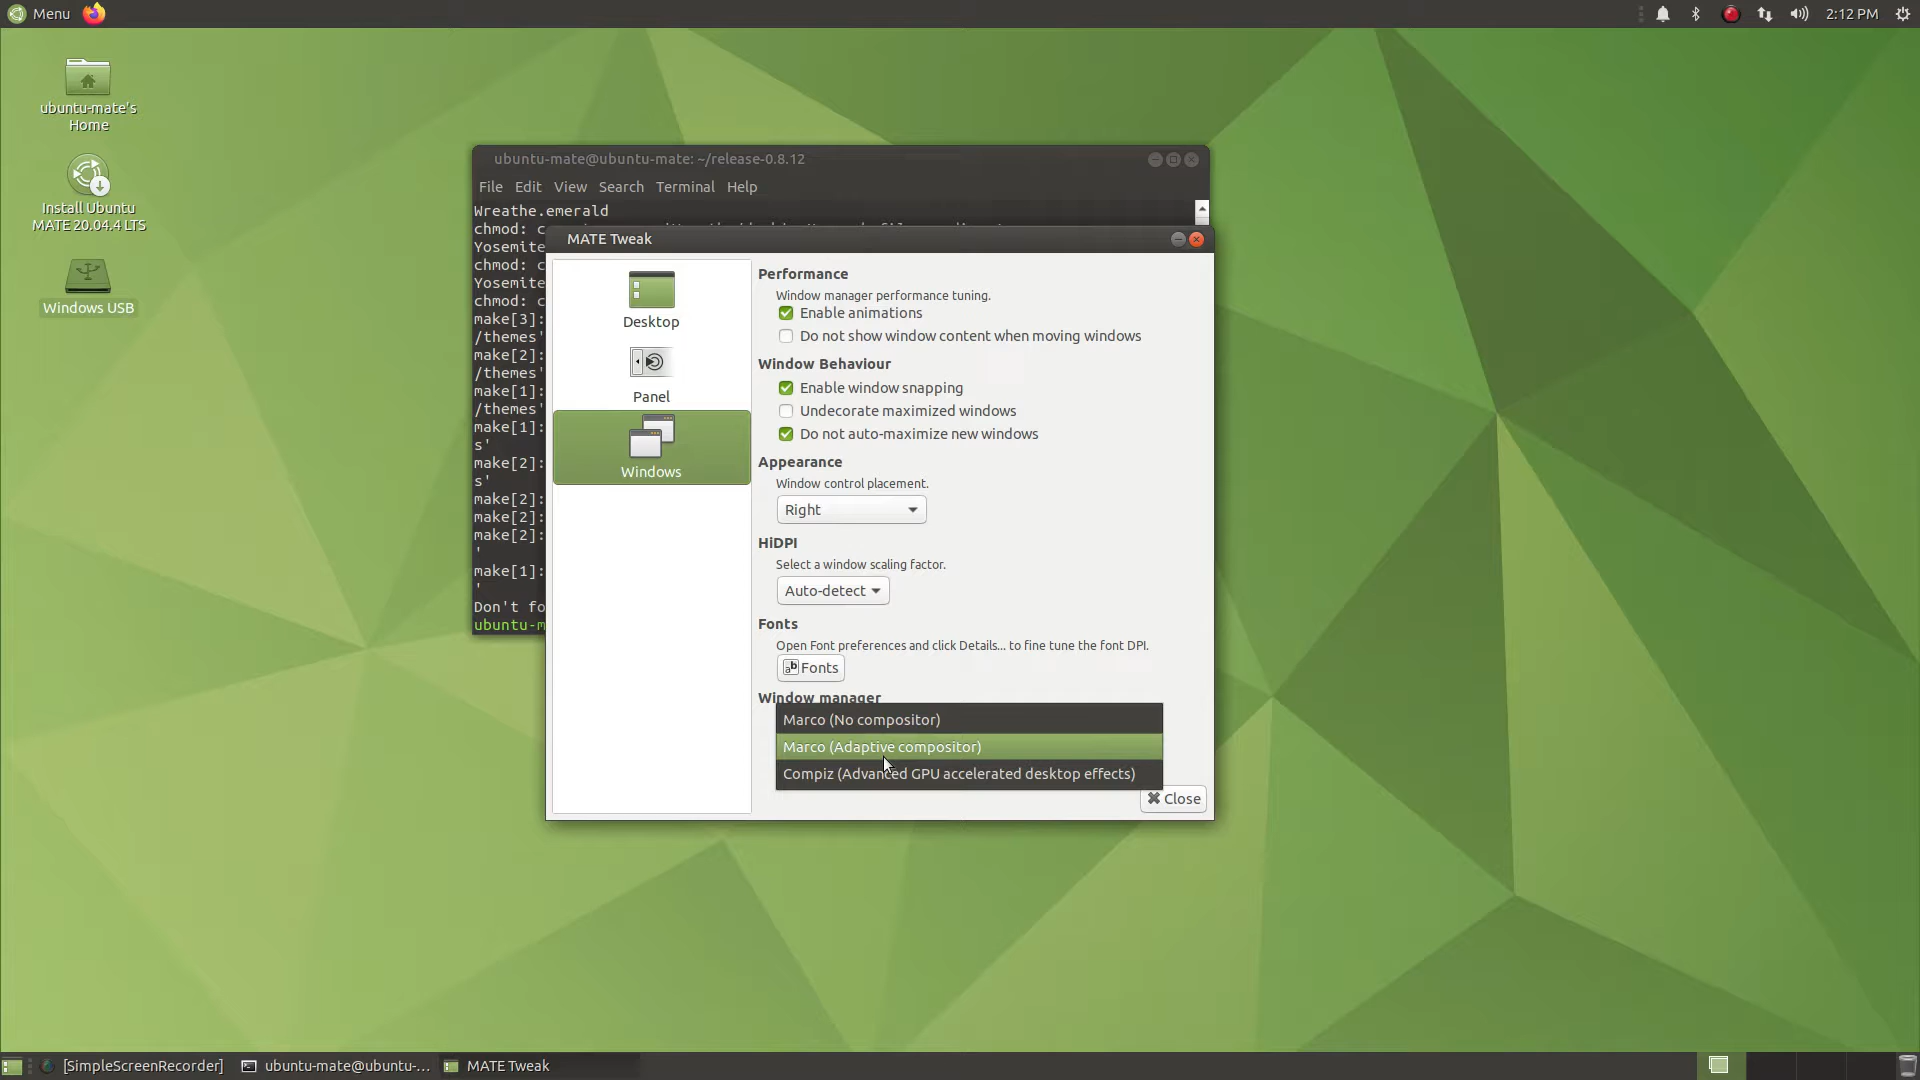 Menu
2:12 PM
ubuntu-mate's
Home
Install Ubuntu
MATE 20.04.4 LTS
Windows USB
ubuntu-mate@ubuntu-mate: ~/release-0.8.12
File Edit View Search Terminal Help
Wreathe.emerald
chmod: c
Yosemite
chmod: c
Yosemite
chmod: c
make[3]:
/themes'
make[2]:
/themes'
make[1]:
/themes'
make[1]:
s'
make[2]:
s'
make[2]:
make[2]:
make[2]:
'
make[1]:
'
Don't fo
ubuntu-m
MATE Tweak
Desktop
Panel
Windows
Performance
Window manager performance tuning.
Enable animations
Do not show window content when moving windows
Window Behaviour
Enable window snapping
Undecorate maximized windows
Do not auto-maximize new windows
Appearance
Window control placement.
Right
HiDPI
Select a window scaling factor.
Auto-detect
Fonts
Open Font preferences and click Details... to fine tune the font DPI.
Fonts
Window manager
Marco (No compositor)
Marco (Adaptive compositor)
Compiz (Advanced GPU accelerated desktop effects)
Close
[SimpleScreenRecorder]
ubuntu-mate@ubuntu-...
MATE Tweak